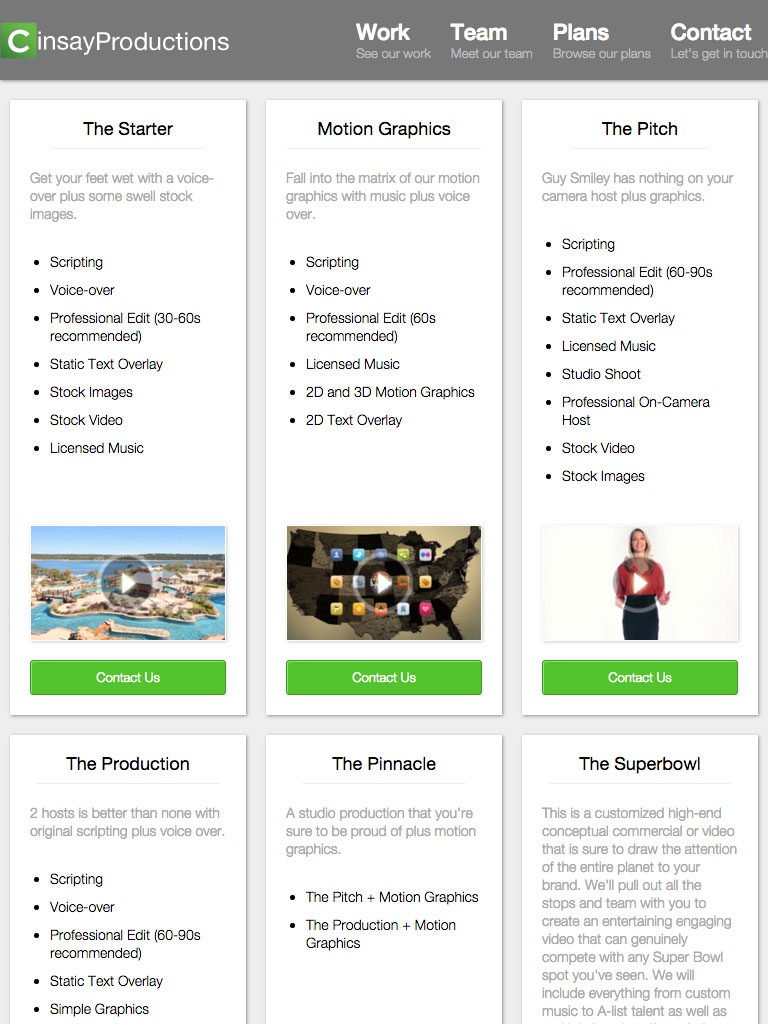 CinsayProductions
Work
See our work
Team
Meet our team
Plans
Browse our plans
Contact
Let's get in touch
The Starter
Get your feet wet with a voice-
over plus some swell stock
images.
Scripting
Voice-over
Professional Edit (30-60s
recommended)
Static Text Overlay
Stock Images
Stock Video
Licensed Music
Contact Us
Motion Graphics
Fall into the matrix of our motion
graphics with music plus voice
over.
Scripting
Voice-over
Professional Edit (60s
recommended)
Licensed Music
2D and 3D Motion Graphics
2D Text Overlay
Contact Us
The Pitch
Guy Smiley has nothing on your
camera host plus graphics.
Scripting
Professional Edit (60-90s
recommended)
Static Text Overlay
Licensed Music
Studio Shoot
Professional On-Camera
Host
Stock Video
Stock Images
Contact Us
The Production
2 hosts is better than none with
original scripting plus voice over.
Scripting
Voice-over
Professional Edit (60-90s
recommended)
Static Text Overlay
Simple Graphics
The Pinnacle
A studio production that you're
sure to be proud of plus motion
graphics.
The Pitch + Motion Graphics
The Production + Motion
Graphics
The Superbowl
This is a customized high-end
conceptual commercial or video
that is sure to draw the attention
of the entire planet to your
brand. We'll pull out all the
stops and team with you to
create an entertaining engaging
video that can genuinely
compete with any Super Bowl
spot you've seen. We will
include everything from custom
music to A-list talent as well as